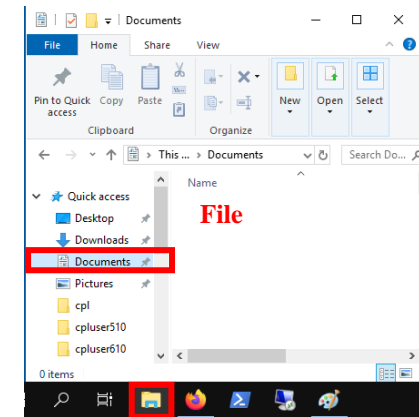 Documents
File Home Share View
Pin to Quick access Copy Paste
New Open Select
Clipboard Organize
This ... › Documents Search Do...
Name
Quick access
File
Desktop
Downloads
Documents
Pictures
cpl
cpluser510
cpluser610
0 items